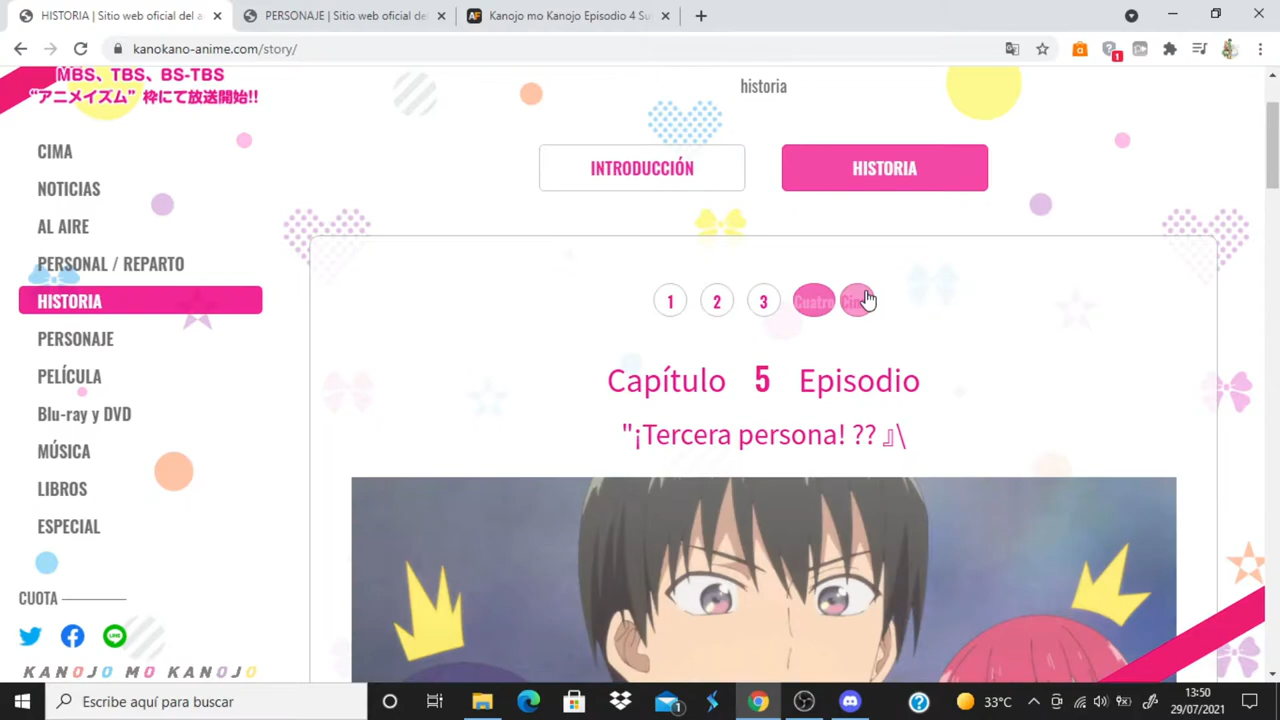 HISTORIA | Sitio web oficial del a
PERSONAJE | Sitio web oficial del
Kanojo mo Kanojo Episodio 4 Su
kanokano-anime.com/story/
1
MBS、TBS、BS-TBS
“アニメイズム” 枠にて放送開始!!
CIMA
NOTICIAS
AL AIRE
PERSONAL / REPARTO
HISTORIA
PERSONAJE
PELÍCULA
Blu-ray y DVD
MÚSICA
LIBROS
ESPECIAL
CUOTA
KANOJO MO KANOJO
historia
INTRODUCCIÓN
HISTORIA
1 2 3 Cuatro
Capítulo 5 Episodio
"¡Tercera persona! ?? 』\
Escribe aquí para buscar
1
33°C
13:50
29/07/2021